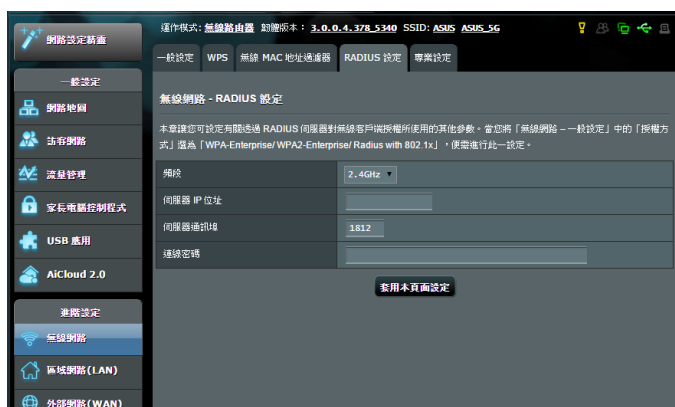 網路設定精靈
一般設定
網路地圖
訪客網路
流量管理
家長電腦控制程式
USB 應用
AiCloud 2.0
進階設定
無線網路
區域網路(LAN)
外部網路(WAN)
運作模式: 無線路由器 韌體版本: 3.0.0.4.378_5340 SSID: ASUS ASUS_5G
一般設定 WPS 無線 MAC 地址過濾器 RADIUS 設定 專業設定
無線網路 - RADIUS 設定
本章讓您可設定有關透過 RADIUS 伺服器對無線客戶端授權所使用的其他參數。當您將「無線網路 – 一般設定」中的「授權方
式」選為「WPA-Enterprise/ WPA2-Enterprise/ Radius with 802.1x」,便需進行此一設定。
頻段 2.4GHz
伺服器 IP 位址
伺服器通訊埠 1812
連線密碼
套用本頁面設定